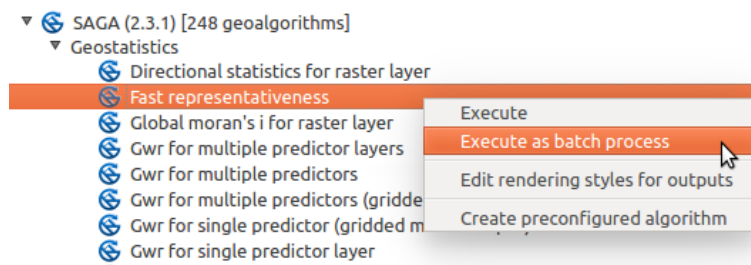 SAGA (2.3.1) [248 geoalgorithms]
Geostatistics
Directional statistics for raster layer
Fast representativeness
Global moran's i for raster layer
Gwr for multiple predictor layers
Gwr for multiple predictors
Gwr for multiple predictors (gridde
Gwr for single predictor (gridded m
Gwr for single predictor layer
Execute
Execute as batch process
Edit rendering styles for outputs
Create preconfigured algorithm